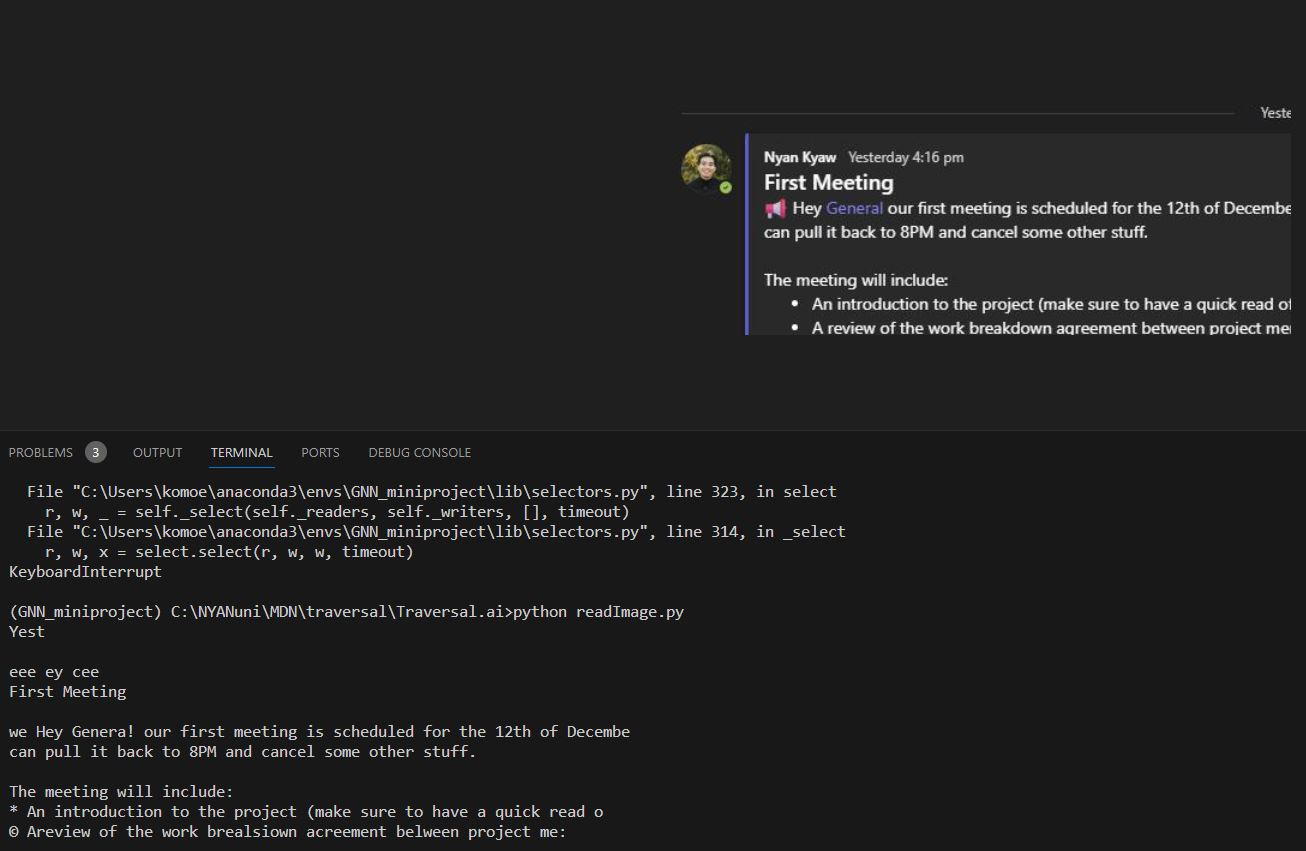 Yeste
Nyan Kyaw Yesterday 4:16 pm
First Meeting
Hey General our first meeting is scheduled for the 12th of Decembe
can pull it back to 8PM and cancel some other stuff.
The meeting will include:
• An introduction to the project (make sure to have a quick read of
• A review of the work breakdown agreement between project me
PROBLEMS 3 OUTPUT TERMINAL PORTS DEBUG CONSOLE
File "C:\Users\komoe\anaconda3\envs\GNN_miniproject\lib\selectors.py", line 323, in select
r, w, _ = self._select(self._readers, self._writers, [], timeout)
File "C:\Users\komoe\anaconda3\envs\GNN_miniproject\lib\selectors.py", line 314, in _select
r, w, x = select.select(r, w, w, timeout)
KeyboardInterrupt
(GNN_miniproject) C:\NYANuni\MDN\traversal\Traversal.ai>python readImage.py
Yest
eee ey cee
First Meeting
we Hey Genera! our first meeting is scheduled for the 12th of Decembe
can pull it back to 8PM and cancel some other stuff.
The meeting will include:
* An introduction to the project (make sure to have a quick read o
© Areview of the work brealsiown acreement belween project me: